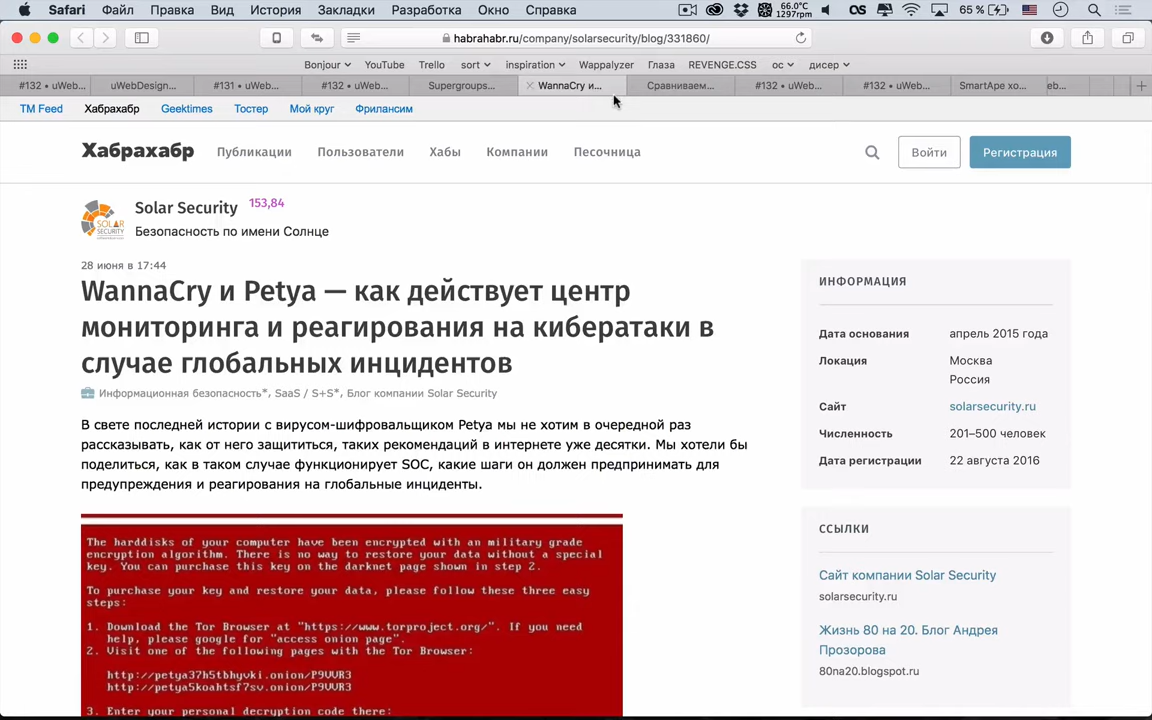 Safari Файл Правка Вид История Закладки Разработка Окно Справка 66.0°C 1297rpm 65 %
habrahabr.ru/company/solarsecurity/blog/331860/
Bonjour YouTube Trello sort inspiration Wappalyzer Глаза REVENGE.CSS ос дисер
#132 • uWeb... uWebDesign... #131 • uWeb... #132 • uWeb... Supergroups... WannaCry и... Сравниваем... #132 • uWeb... #132 • uWeb... SmartApe xo... eb...
TM Feed Хабрахабр Geektimes Тостер Мой круг Фрилансим
Хабрахабр Публикации Пользователи Хабы Компании Песочница Войти Регистрация
Solar Security 153,84
SOLAR SECURITY
Безопасность по имени Солнце
28 июня в 17:44
WannaCry и Petya — как действует центр
мониторинга и реагирования на кибератаки в
случае глобальных инцидентов
Информационная безопасность*, SaaS / S+S*, Блог компании Solar Security
В свете последней истории с вирусом-шифровальщиком Petya мы не хотим в очередной раз
рассказывать, как от него защититься, таких рекомендаций в интернете уже десятки. Мы хотели бы
поделиться, как в таком случае функционирует SOC, какие шаги он должен предпринимать для
предупреждения и реагирования на глобальные инциденты.
The harddisks of your computer have been encrypted with an military grade
encryption algorithm. There is no way to restore your data without a special
key. You can purchase this key on the darknet page shown in step 2.
To purchase your key and restore your data, please follow these three easy
steps:
1. Download the Tor Browser at "https://www.torproject.org/". If you need
help, please google for "access onion page".
2. Visit one of the following pages with the Tor Browser:
http://petya37h5tbhyvki.onion/P9VVR3
http://petya5koahtsf7sv.onion/P9VVR3
3. Enter your personal decryption code there:
ИНФОРМАЦИЯ
Дата основания апрель 2015 года
Локация Москва
Россия
Сайт solarsecurity.ru
Численность 201–500 человек
Дата регистрации 22 августа 2016
ССЫЛКИ
Сайт компании Solar Security
solarsecurity.ru
Жизнь 80 на 20. Блог Андрея
Прозорова
80na20.blogspot.ru